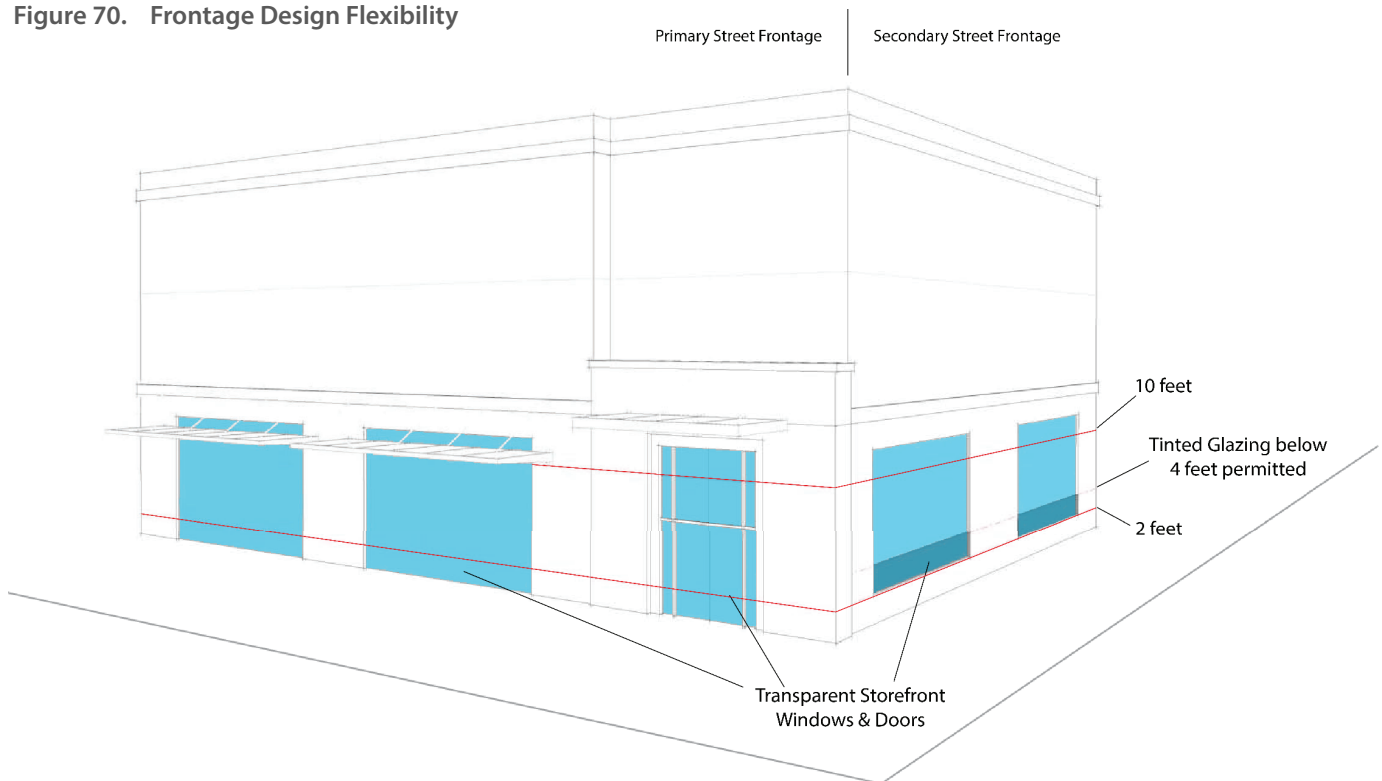 Figure 70. Frontage Design Flexibility
Primary Street Frontage
Secondary Street Frontage
10 feet
Tinted Glazing below
4 feet permitted
2 feet
Transparent Storefront
Windows & Doors